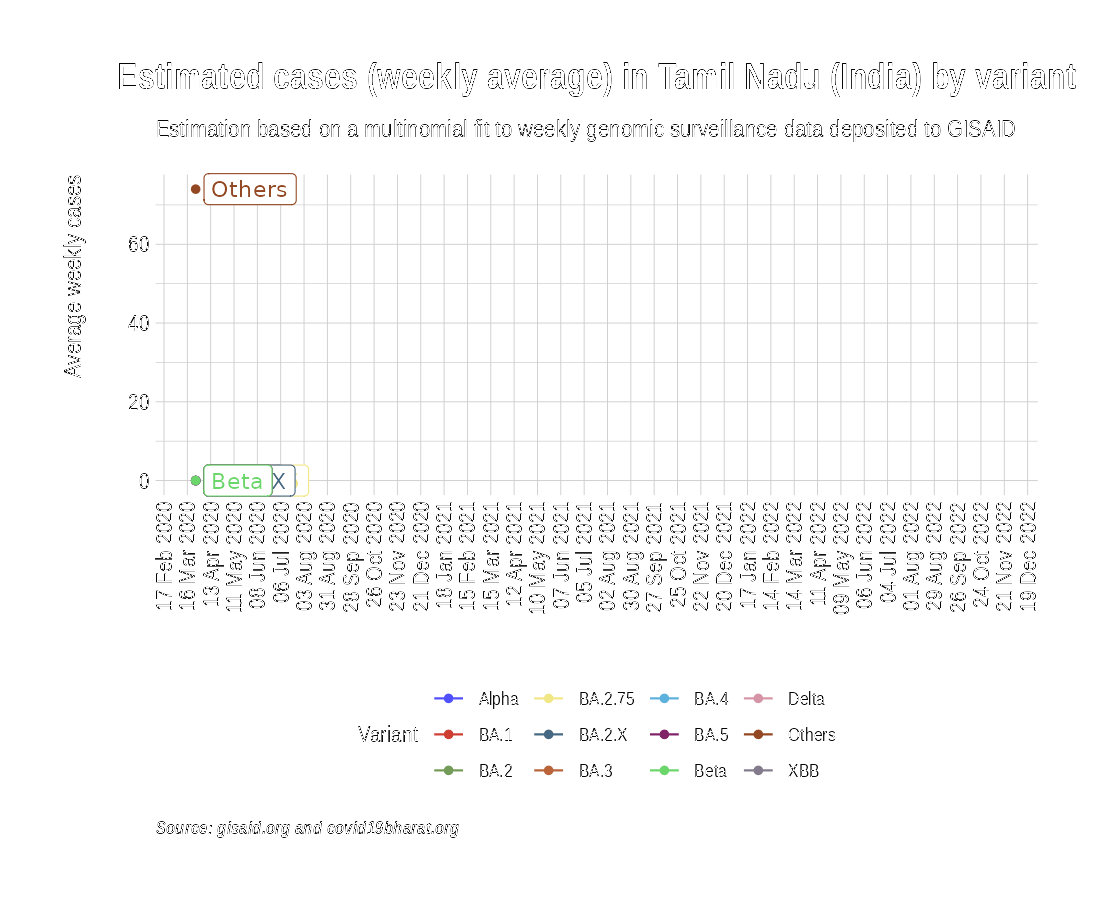 Estimated cases (weekly average) in Tamil Nadu (India) by variant
Estimation based on a multinomial fit to weekly genomic surveillance data deposited to GISAID
Average weekly cases
Others
60
40
20
0
Beta
X
17 Feb 2020
16 Mar 2020
13 Apr 2020
11 May 2020
08 Jun 2020
06 Jul 2020
03 Aug 2020
31 Aug 2020
28 Sep 2020
26 Oct 2020
23 Nov 2020
21 Dec 2020
18 Jan 2021
15 Feb 2021
15 Mar 2021
12 Apr 2021
10 May 2021
07 Jun 2021
05 Jul 2021
02 Aug 2021
30 Aug 2021
27 Sep 2021
25 Oct 2021
22 Nov 2021
20 Dec 2021
17 Jan 2022
14 Feb 2022
14 Mar 2022
11 Apr 2022
09 May 2022
06 Jun 2022
04 Jul 2022
01 Aug 2022
29 Aug 2022
26 Sep 2022
24 Oct 2022
21 Nov 2022
19 Dec 2022
Alpha BA.2.75 BA.4 Delta
Variant BA.1 BA.2.X BA.5 Others
BA.2 BA.3 Beta XBB
Source: gisaid.org and covid19bharat.org